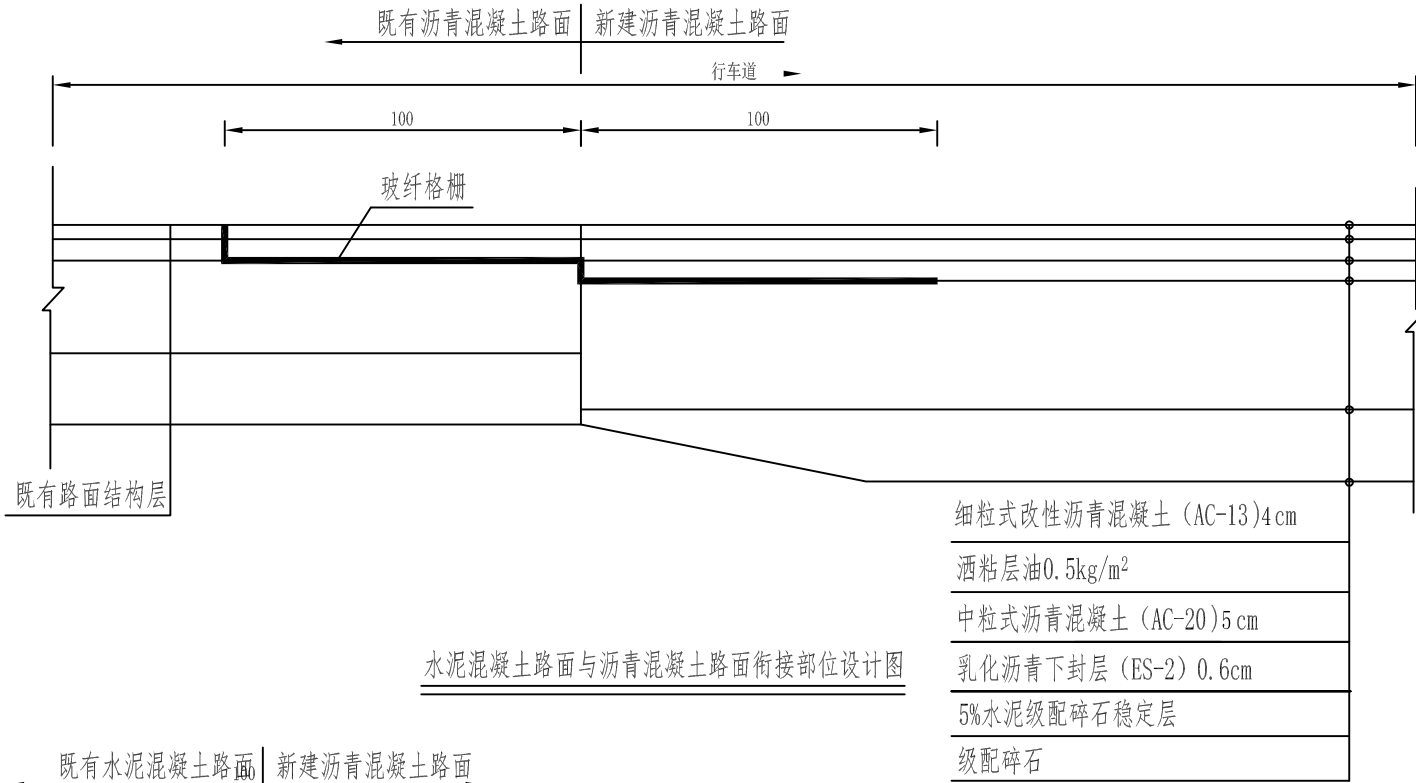 既有沥青混凝土路面 新建沥青混凝土路面
行车道
100 100
玻纤格栅
既有路面结构层
细粒式改性沥青混凝土（AC-13)4cm
洒粘层油0.5kg/m²
中粒式沥青混凝土（AC-20)5cm
乳化沥青下封层（ES-2）0.6cm
5%水泥级配碎石稳定层
级配碎石
水泥混凝土路面与沥青混凝土路面衔接部位设计图
既有水泥混凝土路面 新建沥青混凝土路面
100